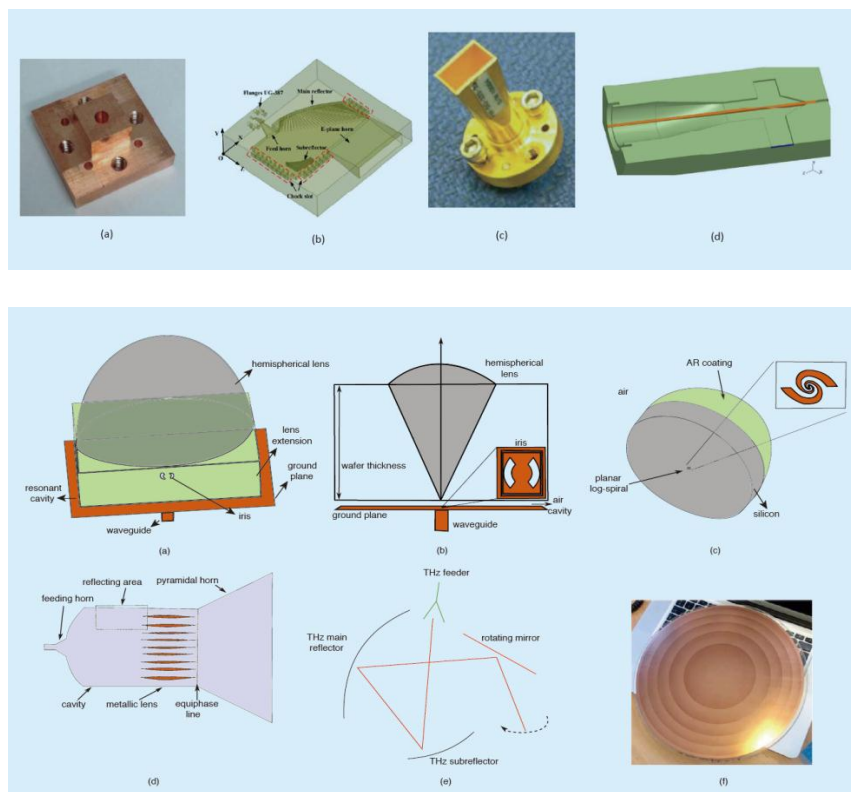 Flanges UG-387
Main reflector
E-plane horn
Feed horn
Subreflector
Chock slot
Y
X
O
Z
(a)
(b)
(c)
(d)
hemispherical lens
lens
extension
ground
plane
resonant
cavity
iris
waveguide
(a)
hemispherical
lens
wafer thickness
iris
air
cavity
ground plane
waveguide
(b)
AR coating
air
planar
log-spiral
silicon
(c)
reflecting area
pyramidal horn
feeding horn
cavity
metallic lens
equiphase
line
(d)
THz feeder
THz main
reflector
rotating mirror
THz subreflector
(e)
(f)